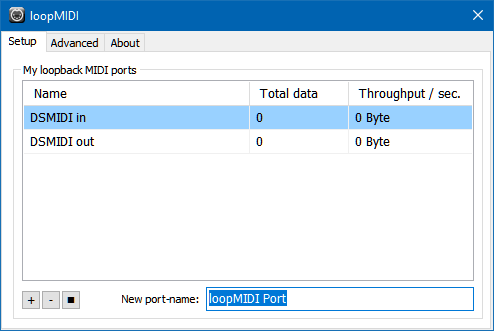 loopMIDI
Setup Advanced About
My loopback MIDI ports
Name Total data Throughput / sec.
DSMIDI in 0 0 Byte
DSMIDI out 0 0 Byte
+ - ■ New port-name: loopMIDI Port